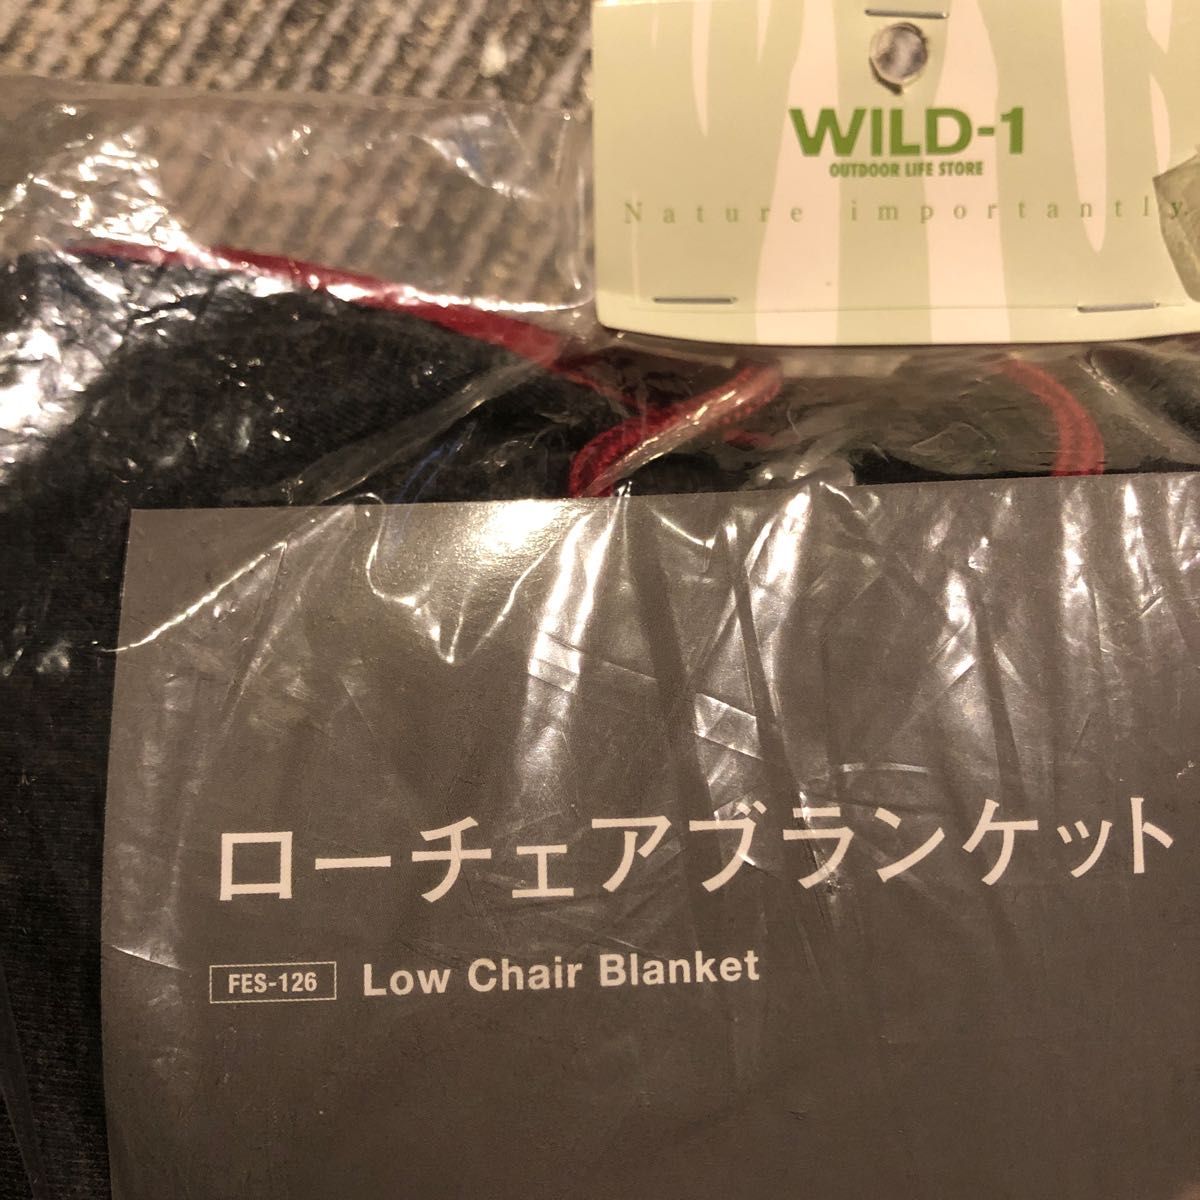 WILD-1
OUTDOOR LIFE STORE
Nature importantly.
ローチェアブランケット
FES-126 Low Chair Blanket